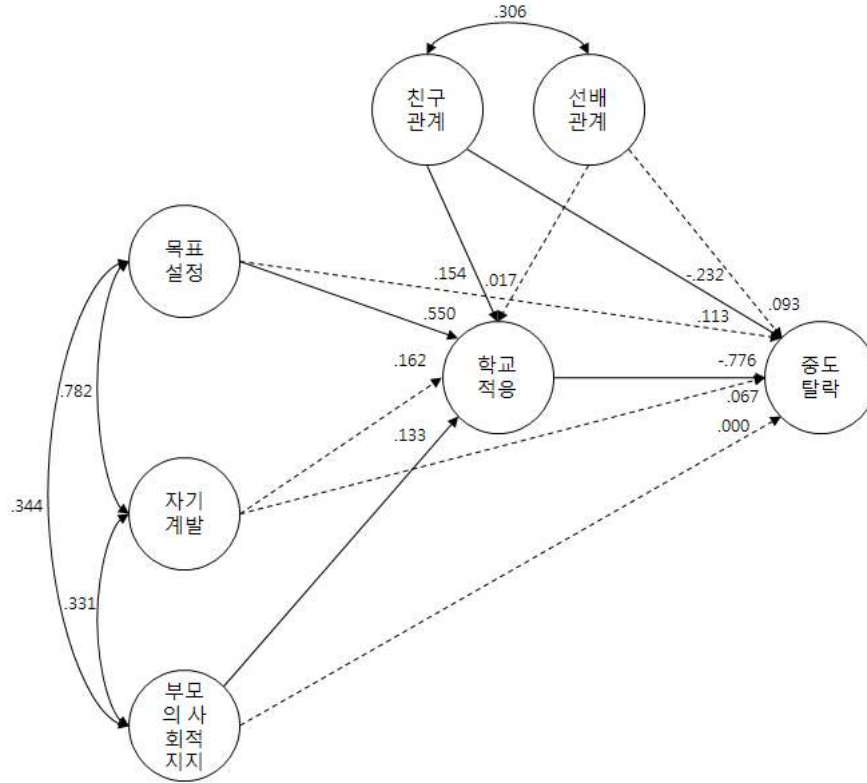 .306
친구
관계
선배
관계
목표
설정
.154
.017
-.232
.093
.113
.550
.162
학교
적응
-.776
중도
탈락
.782
.067
.133
.000
.344
자기
계발
.331
부모
의 사
회적
지지